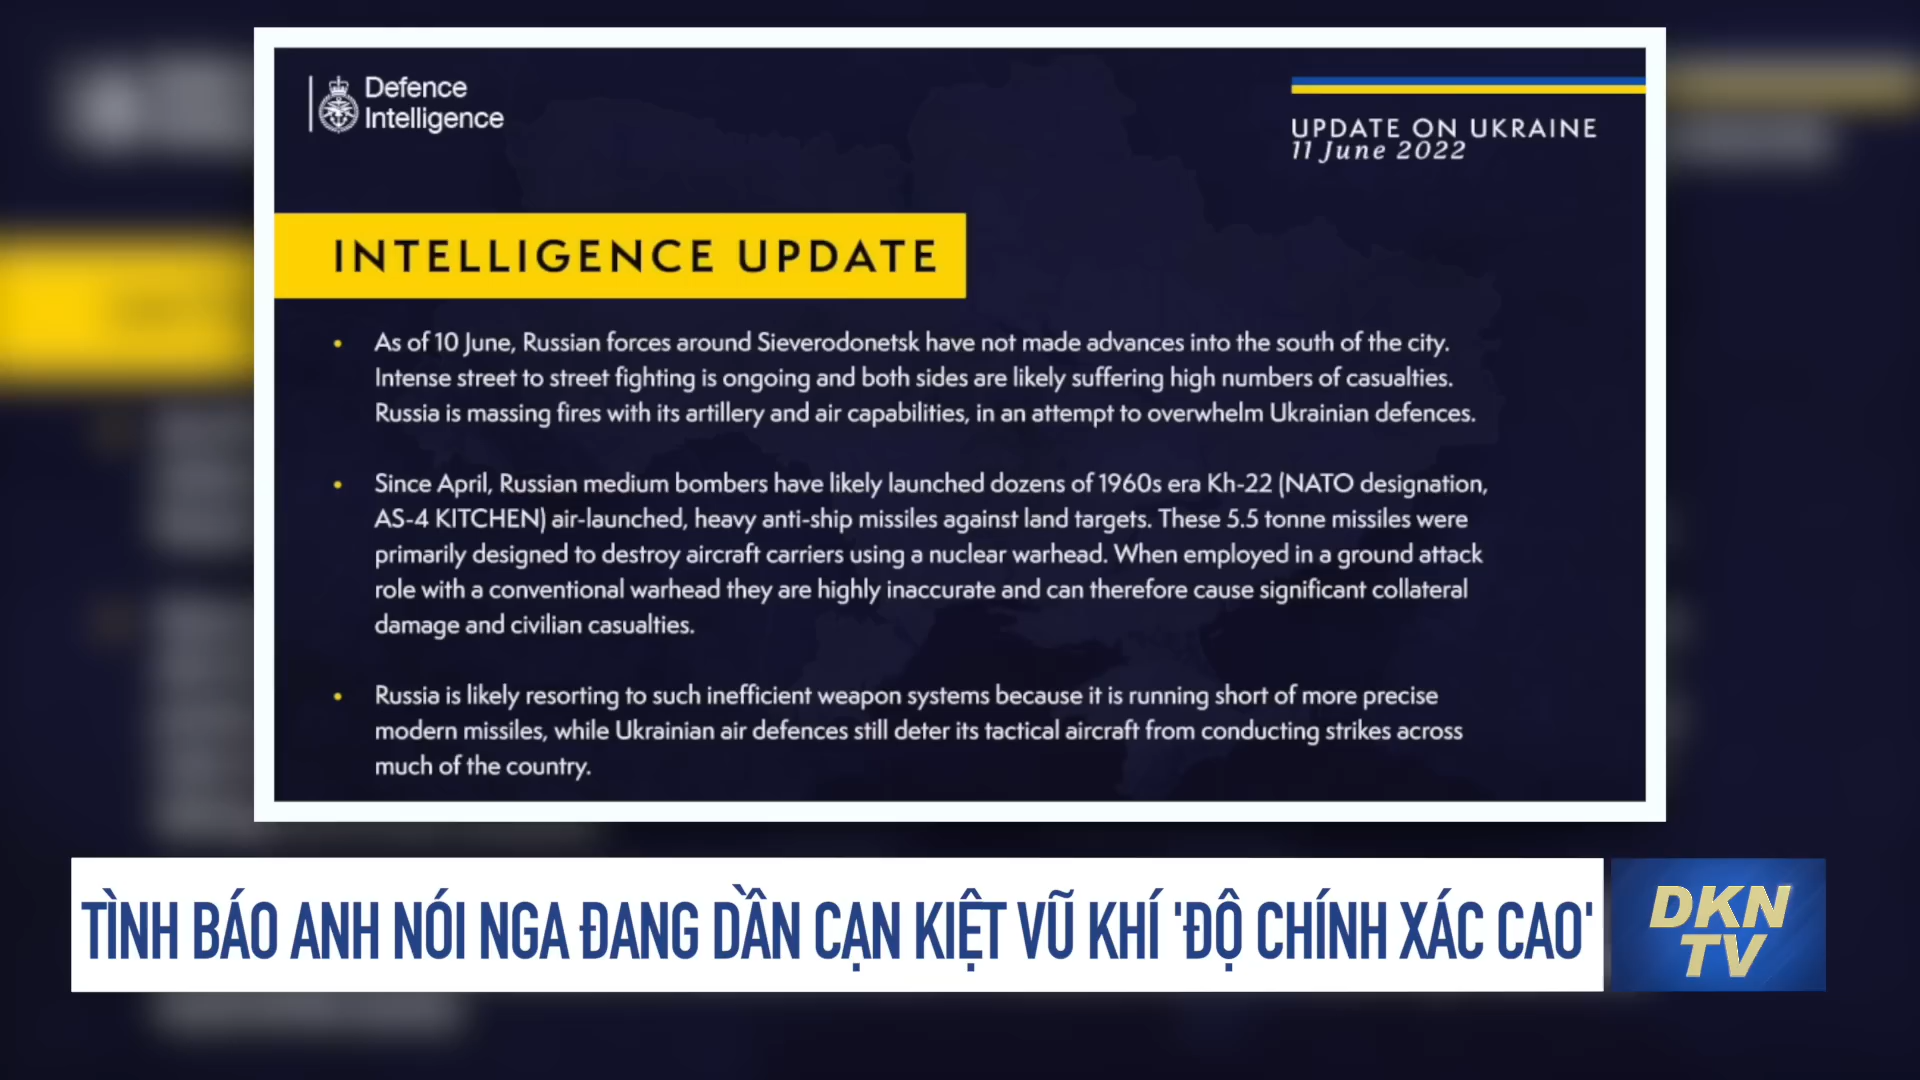 Defence
Intelligence
UPDATE ON UKRAINE
11 June 2022
INTELLIGENCE UPDATE
• As of 10 June, Russian forces around Sieverodonetsk have not made advances into the south of the city.
Intense street to street fighting is ongoing and both sides are likely suffering high numbers of casualties.
Russia is massing fires with its artillery and air capabilities, in an attempt to overwhelm Ukrainian defences.
• Since April, Russian medium bombers have likely launched dozens of 1960s era Kh-22 (NATO designation,
AS-4 KITCHEN) air-launched, heavy anti-ship missiles against land targets. These 5.5 tonne missiles were
primarily designed to destroy aircraft carriers using a nuclear warhead. When employed in a ground attack
role with a conventional warhead they are highly inaccurate and can therefore cause significant collateral
damage and civilian casualties.
• Russia is likely resorting to such inefficient weapon systems because it is running short of more precise
modern missiles, while Ukrainian air defences still deter its tactical aircraft from conducting strikes across
much of the country.
TÌNH BÁO ANH NÓI NGA ĐANG DẦN CẠN KIỆT VŨ KHÍ 'ĐỘ CHÍNH XÁC CAO'
DKN
TV